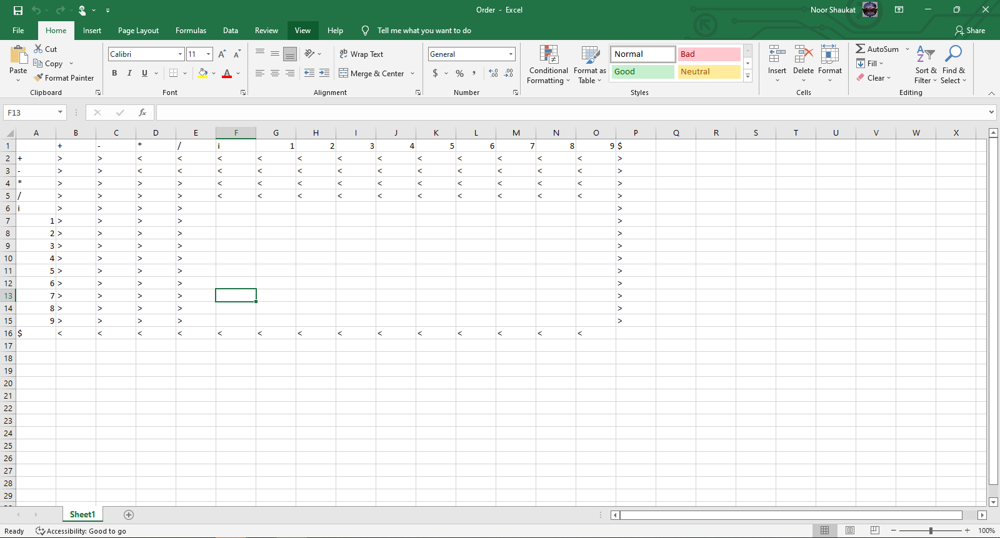 Order - Excel
Noor Shaukat
File Home Insert Page Layout Formulas Data Review View Help Tell me what you want to do Share
Paste
Cut
Copy
Format Painter
Clipboard
Calibri 11
B I U A
Font
ab Wrap Text
Merge & Center
Alignment
General
$ % ,
Number
Conditional Formatting
Format as Table
Normal Bad
Good Neutral
Styles
Insert Delete Format
Cells
AutoSum
Fill
Clear
Sort & Filter
Find & Select
Editing
F13 fx
A B C D E F G H I J K L M N O P Q R S T U V W X
1 + - * / i 1 2 3 4 5 6 7 8 9 $
2 + > > < < < < < < < < < < < < >
3 - > > < < < < < < < < < < < < >
4 * > > > > < < < < < < < < < < >
5 / > > > > < < < < < < < < < < >
6 i > > > > >
7 1 > > > > >
8 2 > > > > >
9 3 > > > > >
10 4 > > > > >
11 5 > > > > >
12 6 > > > > >
13 7 > > > > >
14 8 > > > > >
15 9 > > > > >
16 $ < < < < < < < < < < < < < <
17
18
19
20
21
22
23
24
25
26
27
28
29
Sheet1
Ready Accessibility: Good to go 100%